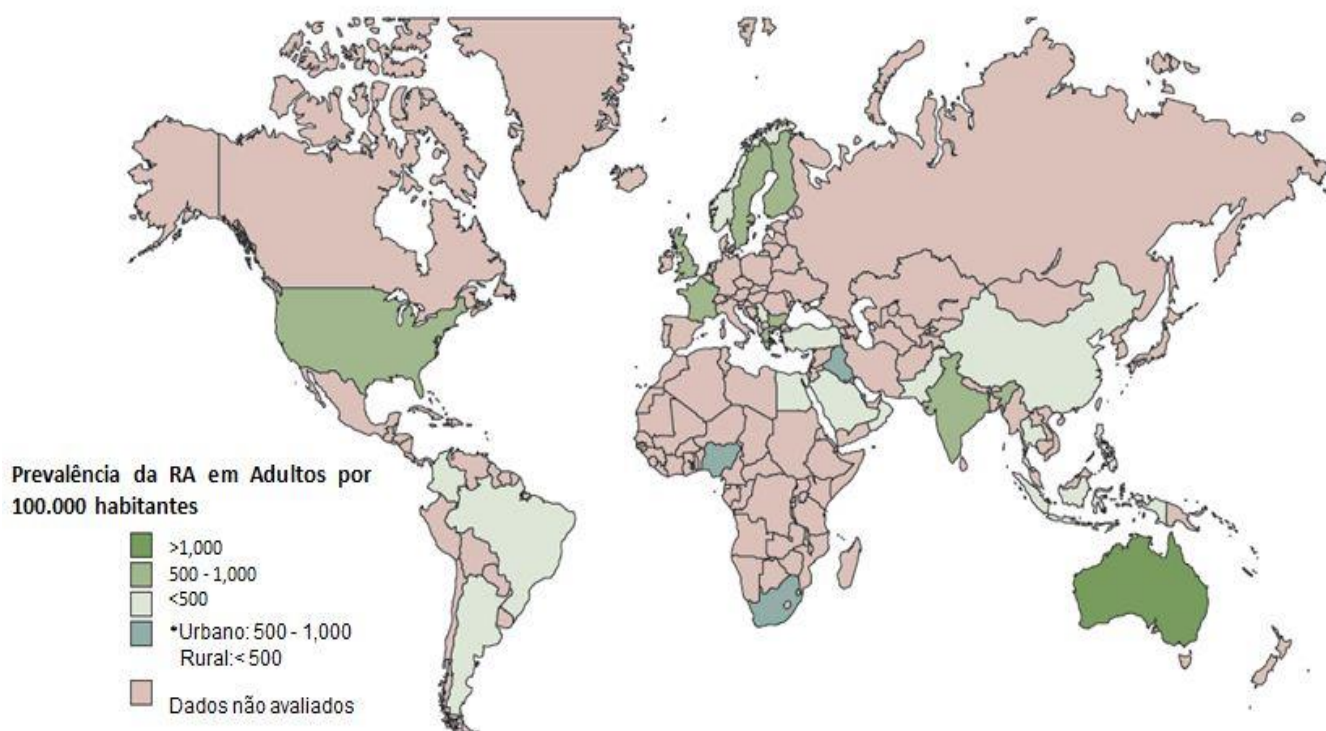 Prevalência da RA em Adultos por
100.000 habitantes
>1,000
500 - 1,000
<500
*Urbano: 500 - 1,000
Rural:< 500
Dados não avaliados